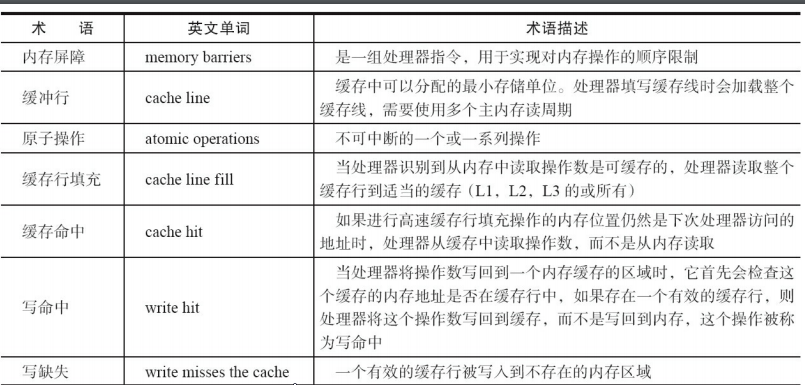 术 语 英文单词 术语描述
内存屏障 memory barriers 是一组处理器指令，用于实现对内存操作的顺序限制
缓冲行 cache line 缓存中可以分配的最小存储单位。处理器填写缓存线时会加载整个
缓存线，需要使用多个主内存读周期
原子操作 atomic operations 不可中断的一个或一系列操作
缓存行填充 cache line fill 当处理器识别到从内存中读取操作数是可缓存的，处理器读取整个
缓存行到适当的缓存（L1，L2，L3 的或所有）
缓存命中 cache hit 如果进行高速缓存行填充操作的内存位置仍然是下次处理器访问的
地址时，处理器从缓存中读取操作数，而不是从内存读取
写命中 write hit 当处理器将操作数写回到一个内存缓存的区域时，它首先会检查这
个缓存的内存地址是否在缓存行中，如果存在一个有效的缓存行，则
处理器将这个操作数写回到缓存，而不是写回到内存，这个操作被称
为写命中
写缺失 write misses the cache 一个有效的缓存行被写入到不存在的内存区域